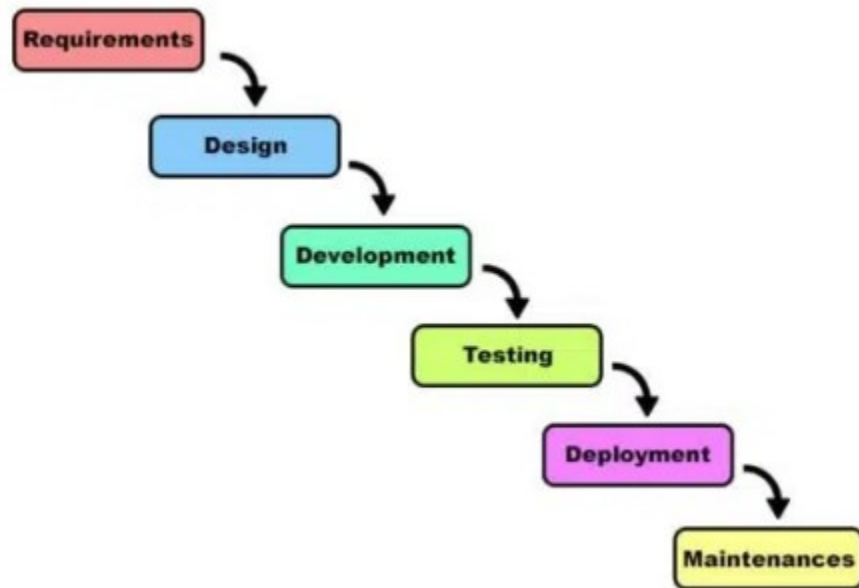 Requirements
Design
Development
Testing
Deployment
Maintenances